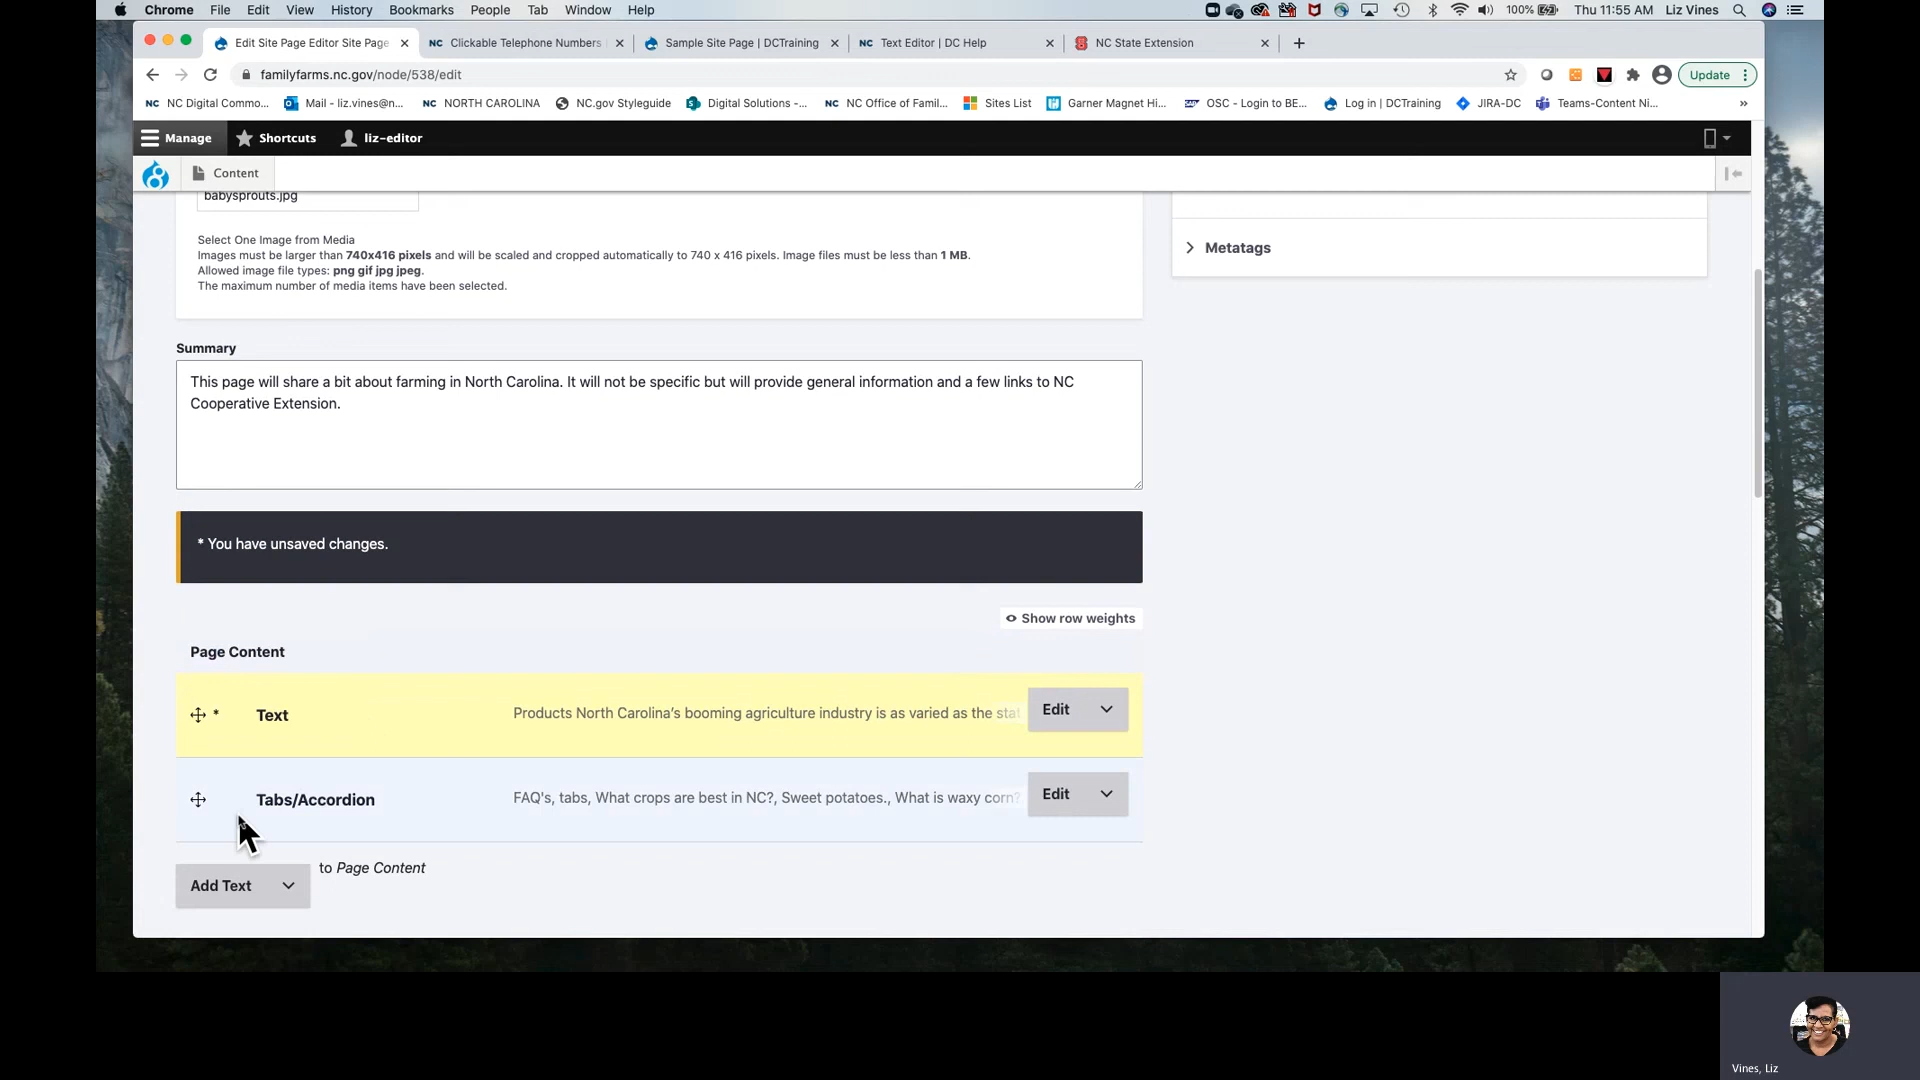 Chrome File Edit View History Bookmarks People Tab Window Help 100% Thu 11:55 AM Liz Vines
Edit Site Page Editor Site Page Clickable Telephone Numbers Sample Site Page | DCTraining Text Editor | DC Help NC State Extension
familyfarms.nc.gov/node/538/edit Update
NC Digital Commo... Mail - liz.vines@n... NORTH CAROLINA NC.gov Styleguide Digital Solutions -... NC Office of Famil... Sites List Garner Magnet Hi... OSC - Login to BE... Log in | DCTraining JIRA-DC Teams-Content Ni... »
Manage Shortcuts liz-editor
Content
babysprouts.jpg
Select One Image from Media
Images must be larger than 740x416 pixels and will be scaled and cropped automatically to 740 x 416 pixels. Image files must be less than 1 MB.
Allowed image file types: png gif jpg jpeg.
The maximum number of media items have been selected.
Metatags
Summary
This page will share a bit about farming in North Carolina. It will not be specific but will provide general information and a few links to NC
Cooperative Extension.
* You have unsaved changes.
Show row weights
Page Content
* Text Products North Carolina's booming agriculture industry is as varied as the stat Edit
Tabs/Accordion FAQ's, tabs, What crops are best in NC?, Sweet potatoes., What is waxy corn? Edit
to Page Content
Add Text
Vines, Liz